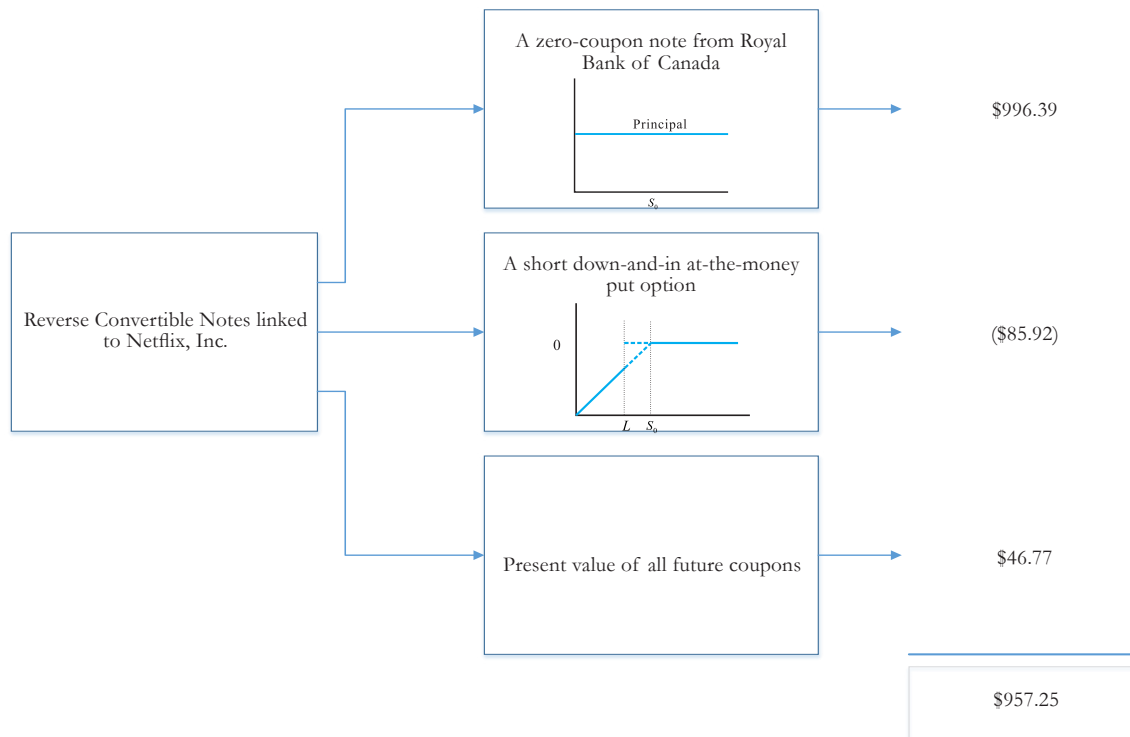 A zero-coupon note from Royal
Bank of Canada
Principal
S₀
$996.39
Reverse Convertible Notes linked
to Netflix, Inc.
A short down-and-in at-the-money
put option
0
L S₀
($85.92)
Present value of all future coupons
$46.77
$957.25